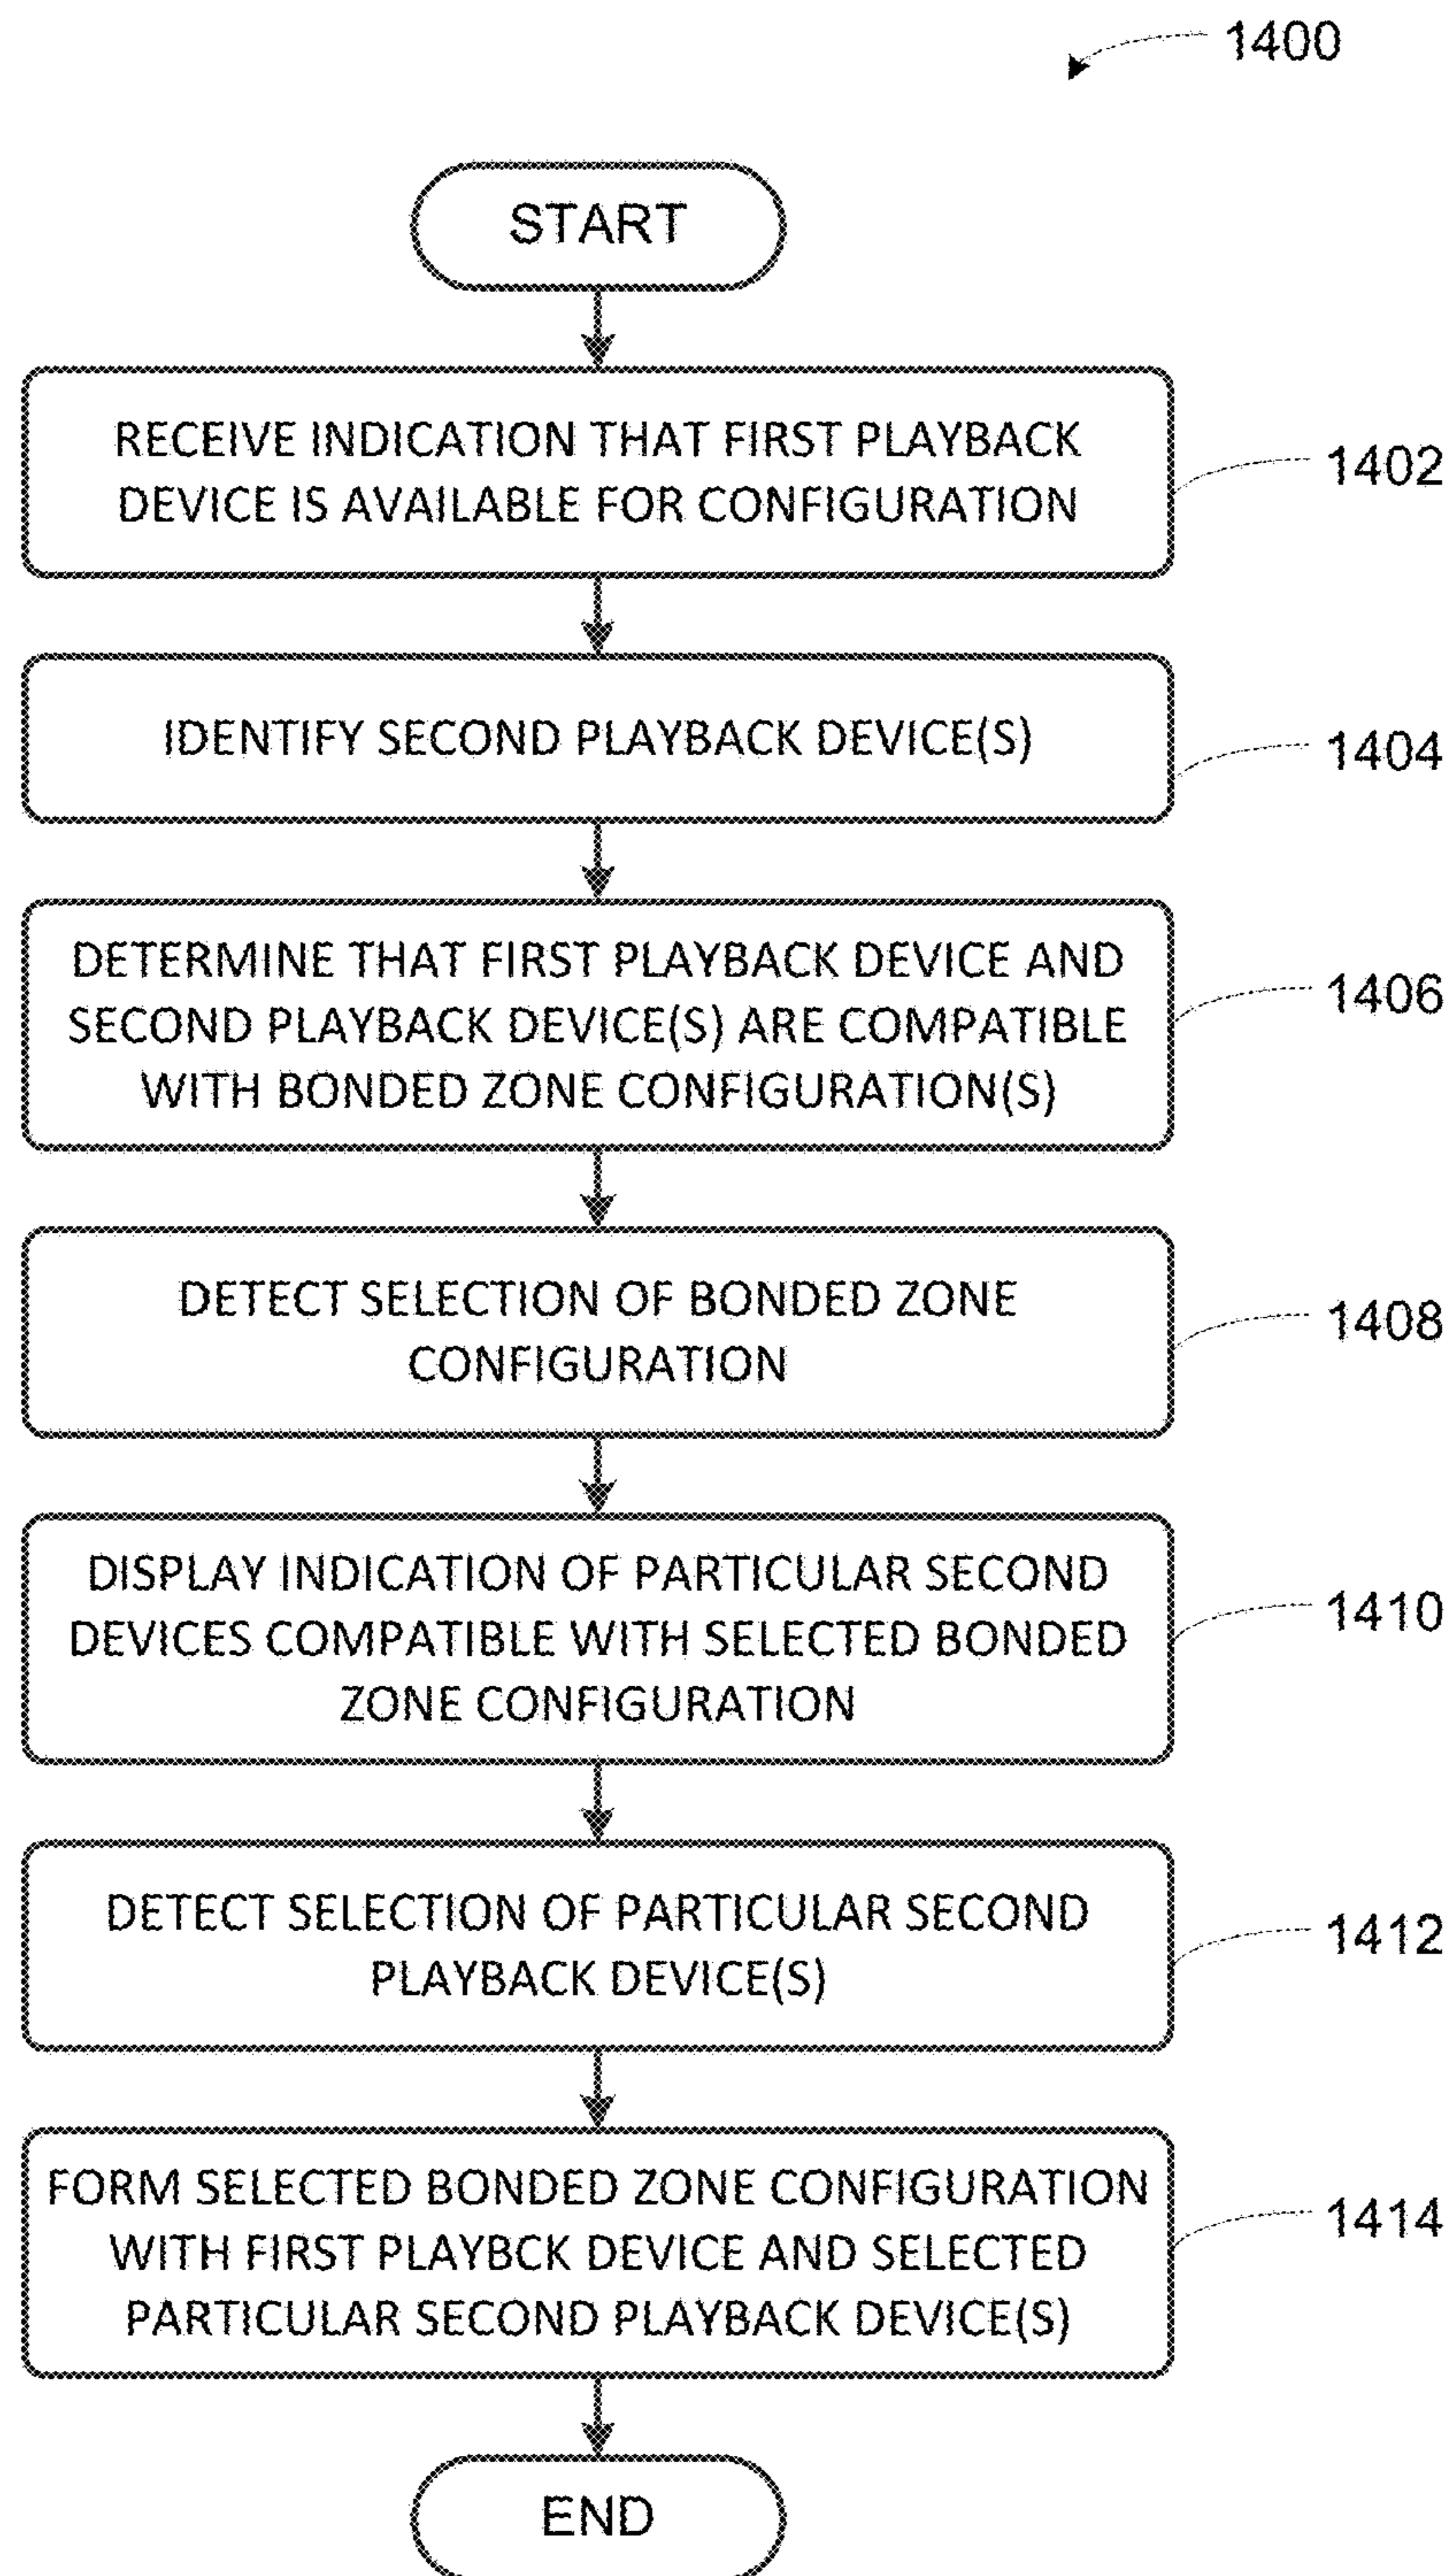 1400
START
RECEIVE INDICATION THAT FIRST PLAYBACK
DEVICE IS AVAILABLE FOR CONFIGURATION
1402
IDENTIFY SECOND PLAYBACK DEVICE(S)
1404
DETERMINE THAT FIRST PLAYBACK DEVICE AND
SECOND PLAYBACK DEVICE(S) ARE COMPATIBLE
WITH BONDED ZONE CONFIGURATION(S)
1406
DETECT SELECTION OF BONDED ZONE
CONFIGURATION
1408
DISPLAY INDICATION OF PARTICULAR SECOND
DEVICES COMPATIBLE WITH SELECTED BONDED
ZONE CONFIGURATION
1410
DETECT SELECTION OF PARTICULAR SECOND
PLAYBACK DEVICE(S)
1412
FORM SELECTED BONDED ZONE CONFIGURATION
WITH FIRST PLAYBCK DEVICE AND SELECTED
PARTICULAR SECOND PLAYBACK DEVICE(S)
1414
END